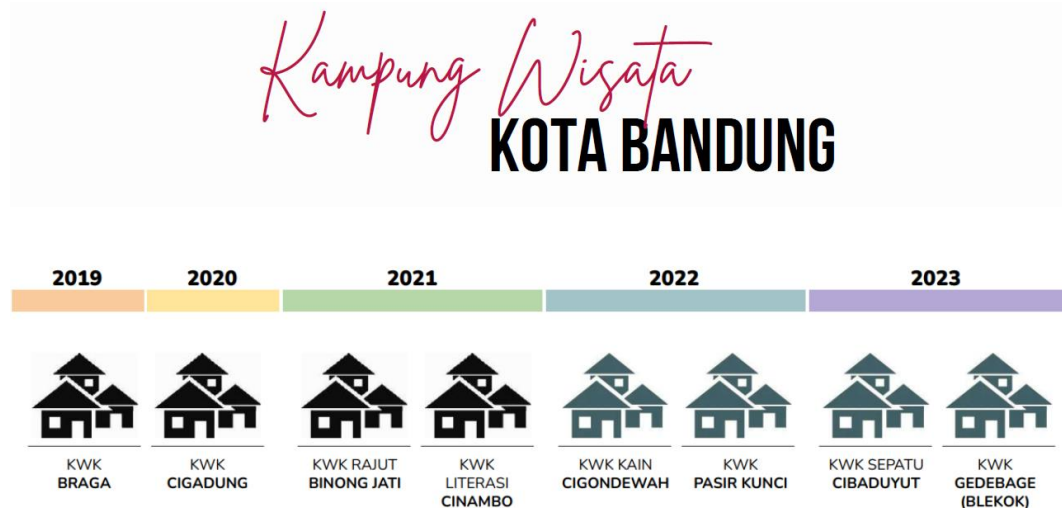 Kampung Wisata
KOTA BANDUNG
2019 2020 2021 2022 2023
KWK
BRAGA
KWK
CIGADUNG
KWK RAJUT
BINONG JATI
KWK
LITERASI
CINAMBO
KWK KAIN
CIGONDEWAH
KWK
PASIR KUNCI
KWK SEPATU
CIBADUYUT
KWK
GEDEBAGE
(BLEKOK)